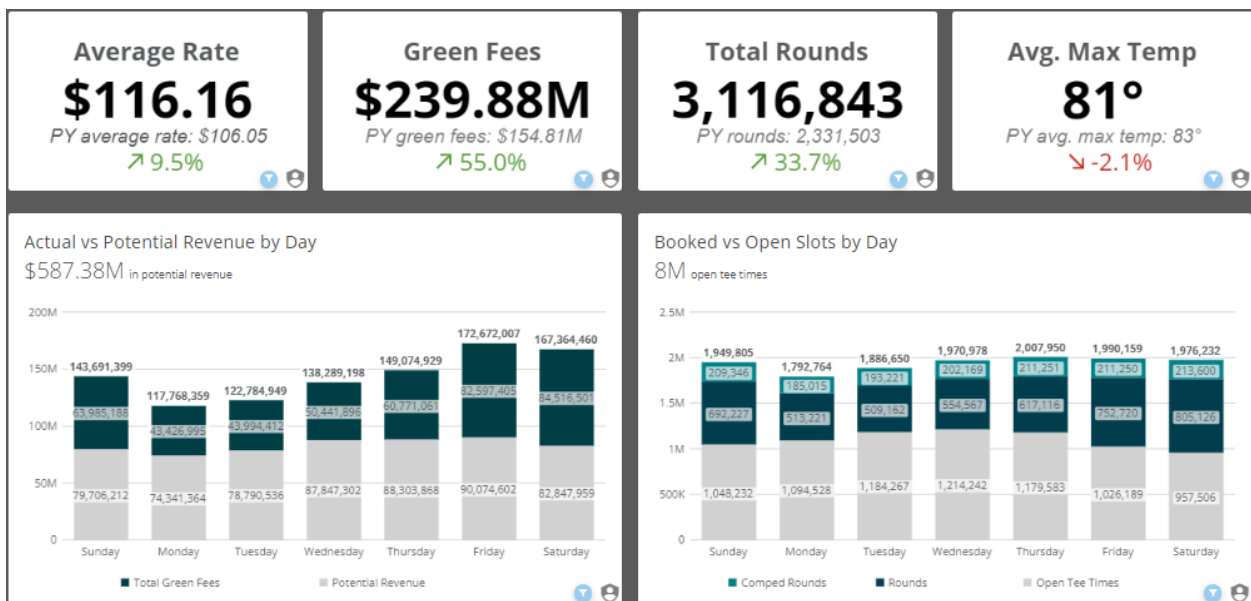 Average Rate
$116.16
PY average rate: $106.05
↗ 9.5%
Green Fees
$239.88M
PY green fees: $154.81M
↗ 55.0%
Total Rounds
3,116,843
PY rounds: 2,331,503
↗ 33.7%
Avg. Max Temp
81°
PY avg. max temp: 83°
↘ -2.1%
Actual vs Potential Revenue by Day
$587.38M in potential revenue
200M
150M
100M
50M
0
143,691,399
117,768,359
122,784,949
138,289,198
149,074,929
172,672,007
167,364,460
63,985,188
43,426,995
43,994,412
50,441,896
60,771,061
82,597,405
84,516,501
79,706,212
74,341,364
78,790,536
87,847,302
88,303,868
90,074,602
82,847,959
Sunday
Monday
Tuesday
Wednesday
Thursday
Friday
Saturday
Total Green Fees
Potential Revenue
Booked vs Open Slots by Day
8M open tee times
2.5M
2M
1.5M
1M
500K
0
1,949,805
1,792,764
1,886,650
1,970,978
2,007,950
1,990,159
1,976,232
209,346
185,015
193,221
202,169
211,251
211,250
213,600
692,227
513,221
509,162
554,567
617,116
752,720
805,126
1,048,232
1,094,528
1,184,267
1,214,242
1,179,583
1,026,189
957,506
Sunday
Monday
Tuesday
Wednesday
Thursday
Friday
Saturday
Comped Rounds
Rounds
Open Tee Times